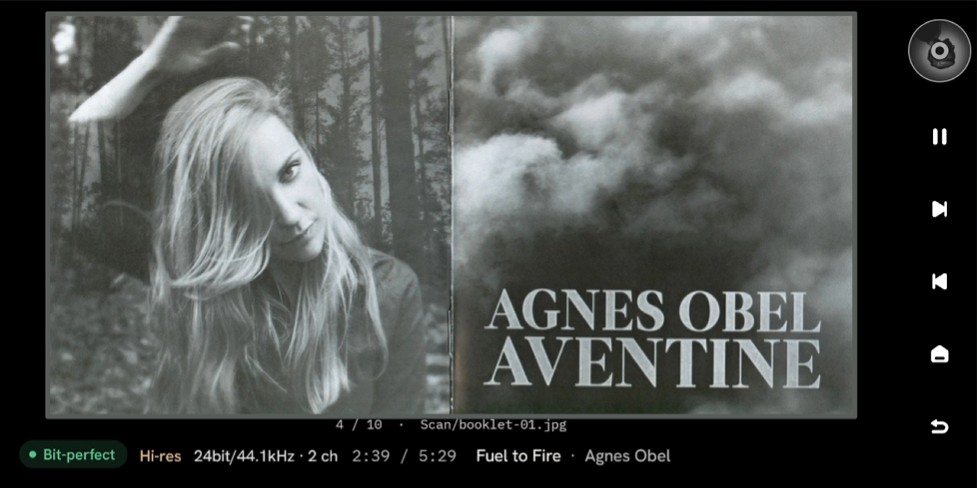 AGNES OBEL
AVENTINE
4 / 10 · Scan/booklet-01.jpg
Bit-perfect Hi-res 24bit/44.1kHz · 2 ch 2:39 / 5:29 Fuel to Fire · Agnes Obel